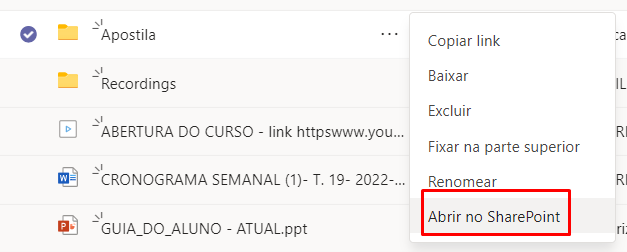 Apostila
Recordings
ABERTURA DO CURSO - link httpswww.you...
CRONOGRAMA SEMANAL (1)- T. 19- 2022-...
GUIA_DO_ALUNO - ATUAL.ppt
Copiar link
Baixar
Excluir
Fixar na parte superior
Renomear
Abrir no SharePoint